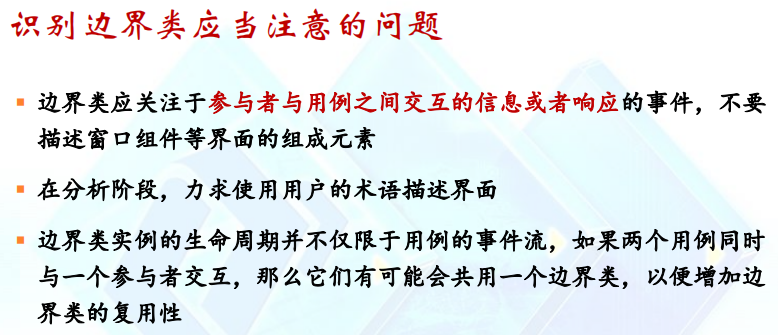 识别边界类应当注意的问题
边界类应关注于参与者与用例之间交互的信息或者响应的事件，不要
描述窗口组件等界面的组成元素
在分析阶段，力求使用用户的术语描述界面
边界类实例的生命周期并不仅限于用例的事件流，如果两个用例同时
与一个参与者交互，那么它们有可能会共用一个边界类，以便增加边
界类的复用性